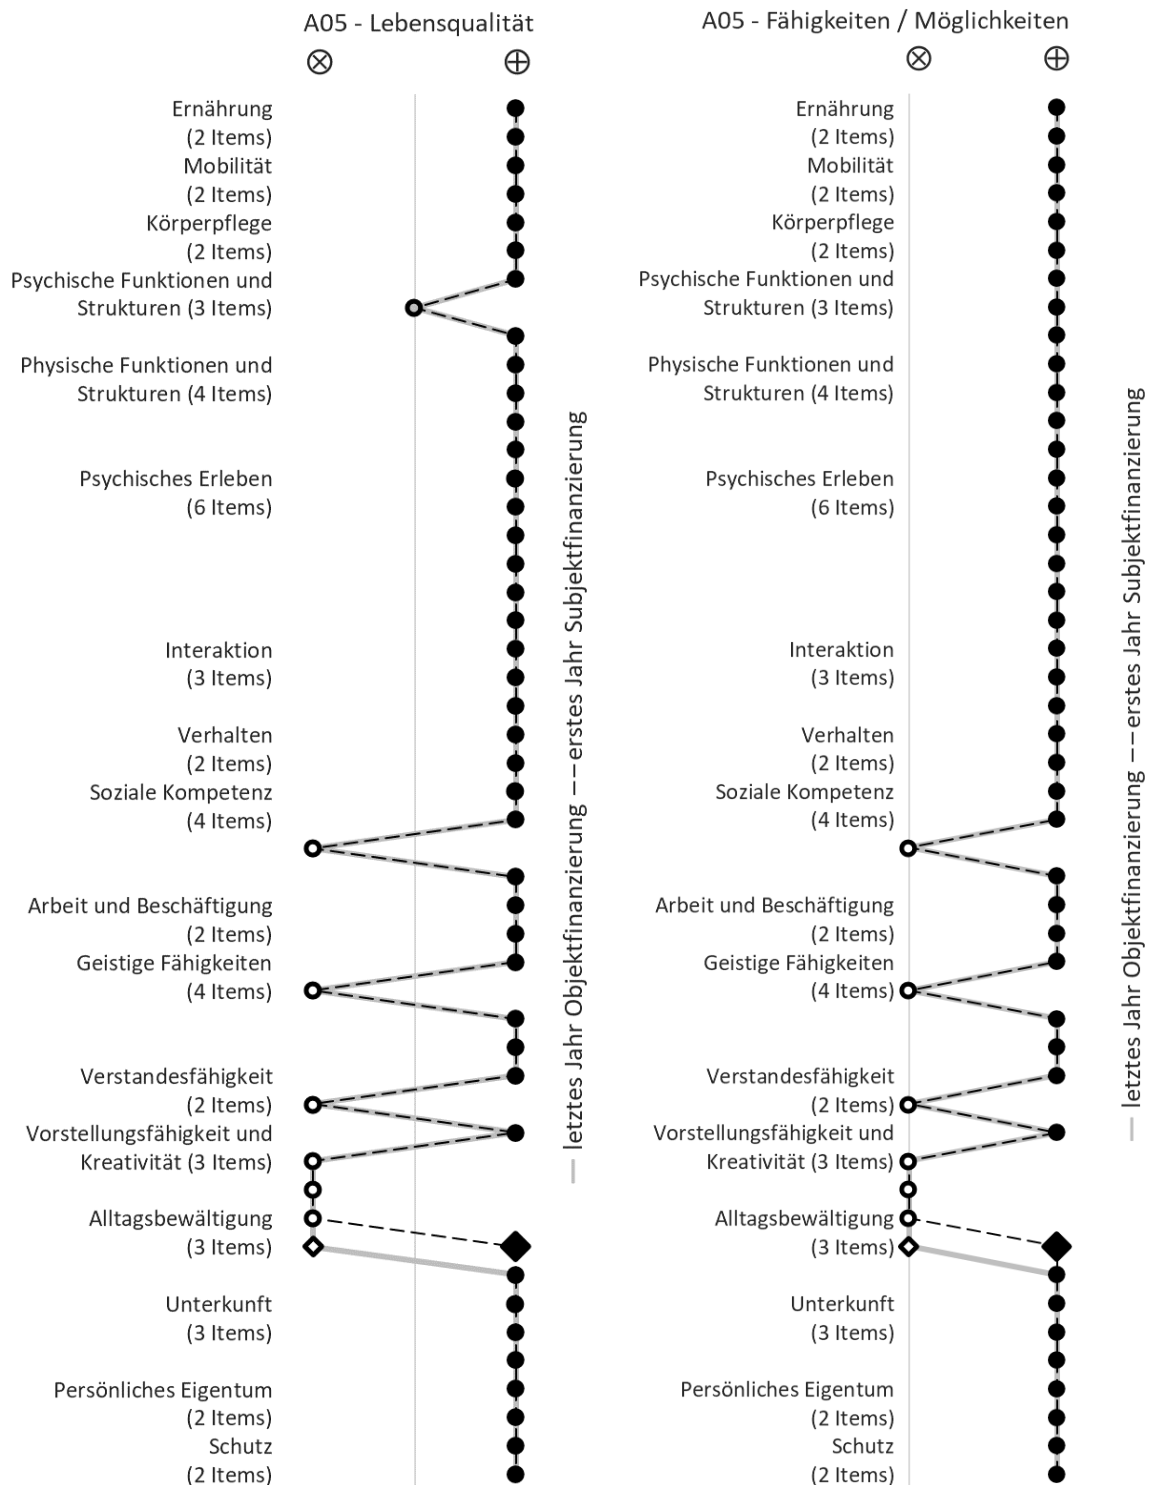 A05 - Lebensqualität
Ernährung
(2 Items)
Mobilität
(2 Items)
Körperpflege
(2 Items)
Psychische Funktionen und
Strukturen (3 Items)
Physische Funktionen und
Strukturen (4 Items)
Psychisches Erleben
(6 Items)
Interaktion
(3 Items)
Verhalten
(2 Items)
Soziale Kompetenz
(4 Items)
Arbeit und Beschäftigung
(2 Items)
Geistige Fähigkeiten
(4 Items)
Verstandesfähigkeit
(2 Items)
Vorstellungsfähigkeit und
Kreativität (3 Items)
Alltagsbewältigung
(3 Items)
Unterkunft
(3 Items)
Persönliches Eigentum
(2 Items)
Schutz
(2 Items)
letztes Jahr Objektfinanzierung erstes Jahr Subjektfinanzierung
A05 - Fähigkeiten / Möglichkeiten
Ernährung
(2 Items)
Mobilität
(2 Items)
Körperpflege
(2 Items)
Psychische Funktionen und
Strukturen (3 Items)
Physische Funktionen und
Strukturen (4 Items)
Psychisches Erleben
(6 Items)
Interaktion
(3 Items)
Verhalten
(2 Items)
Soziale Kompetenz
(4 Items)
Arbeit und Beschäftigung
(2 Items)
Geistige Fähigkeiten
(4 Items)
Verstandesfähigkeit
(2 Items)
Vorstellungsfähigkeit und
Kreativität (3 Items)
Alltagsbewältigung
(3 Items)
Unterkunft
(3 Items)
Persönliches Eigentum
(2 Items)
Schutz
(2 Items)
letztes Jahr Objektfinanzierung erstes Jahr Subjektfinanzierung